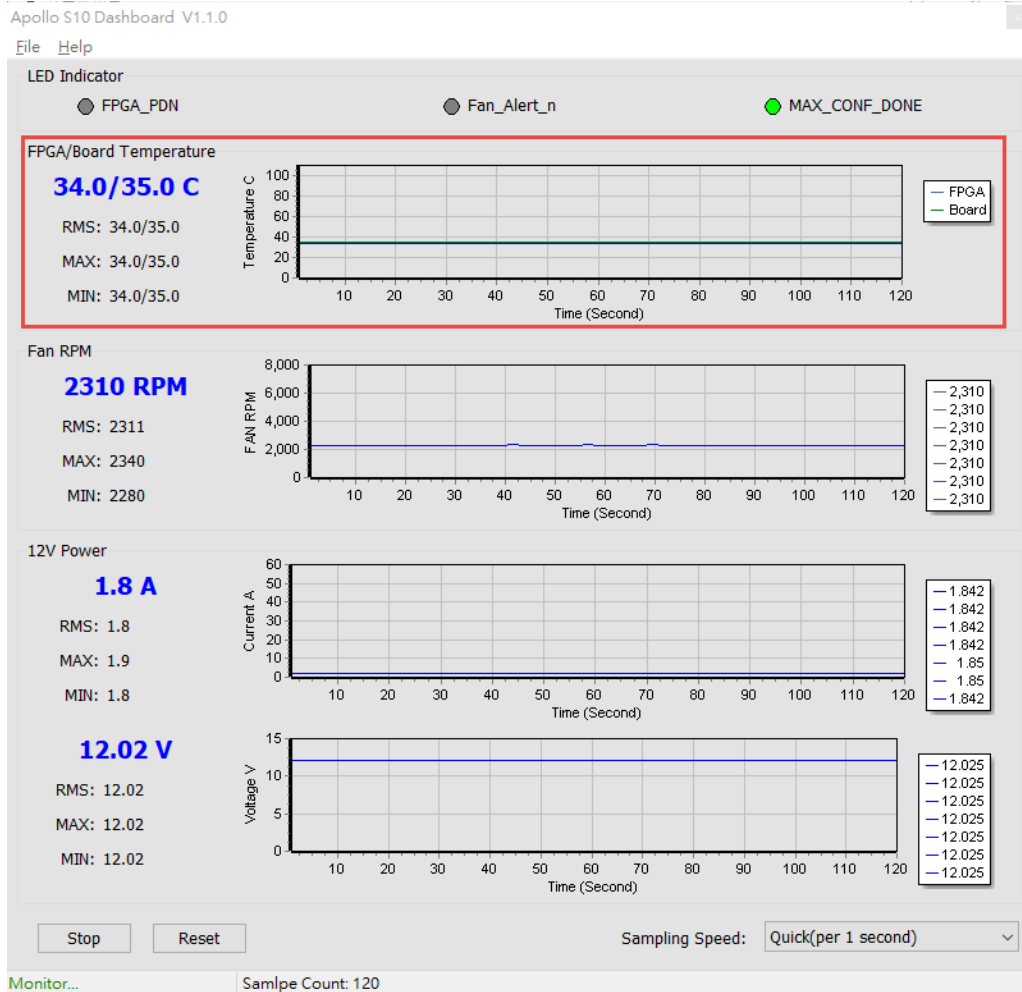 Apollo S10 Dashboard V1.1.0
File Help
LED Indicator
FPGA_PDN Fan_Alert_n MAX_CONF_DONE
FPGA/Board Temperature
34.0/35.0 C
RMS: 34.0/35.0
MAX: 34.0/35.0
MIN: 34.0/35.0
Temperature C
100
80
60
40
20
0
10 20 30 40 50 60 70 80 90 100 110 120
Time (Second)
FPGA
Board
Fan RPM
2310 RPM
RMS: 2311
MAX: 2340
MIN: 2280
FAN RPM
8,000
6,000
4,000
2,000
0
10 20 30 40 50 60 70 80 90 100 110 120
Time (Second)
2,310
2,310
2,310
2,310
2,310
2,310
2,310
12V Power
1.8 A
RMS: 1.8
MAX: 1.9
MIN: 1.8
Current A
60
50
40
30
20
10
0
10 20 30 40 50 60 70 80 90 100 110 120
Time (Second)
1.842
1.842
1.842
1.842
1.85
1.85
1.842
12.02 V
RMS: 12.02
MAX: 12.02
MIN: 12.02
Voltage V
15
10
5
0
10 20 30 40 50 60 70 80 90 100 110 120
Time (Second)
12.025
12.025
12.025
12.025
12.025
12.025
12.025
Stop Reset Sampling Speed: Quick(per 1 second)
Monitor... Samlpe Count: 120